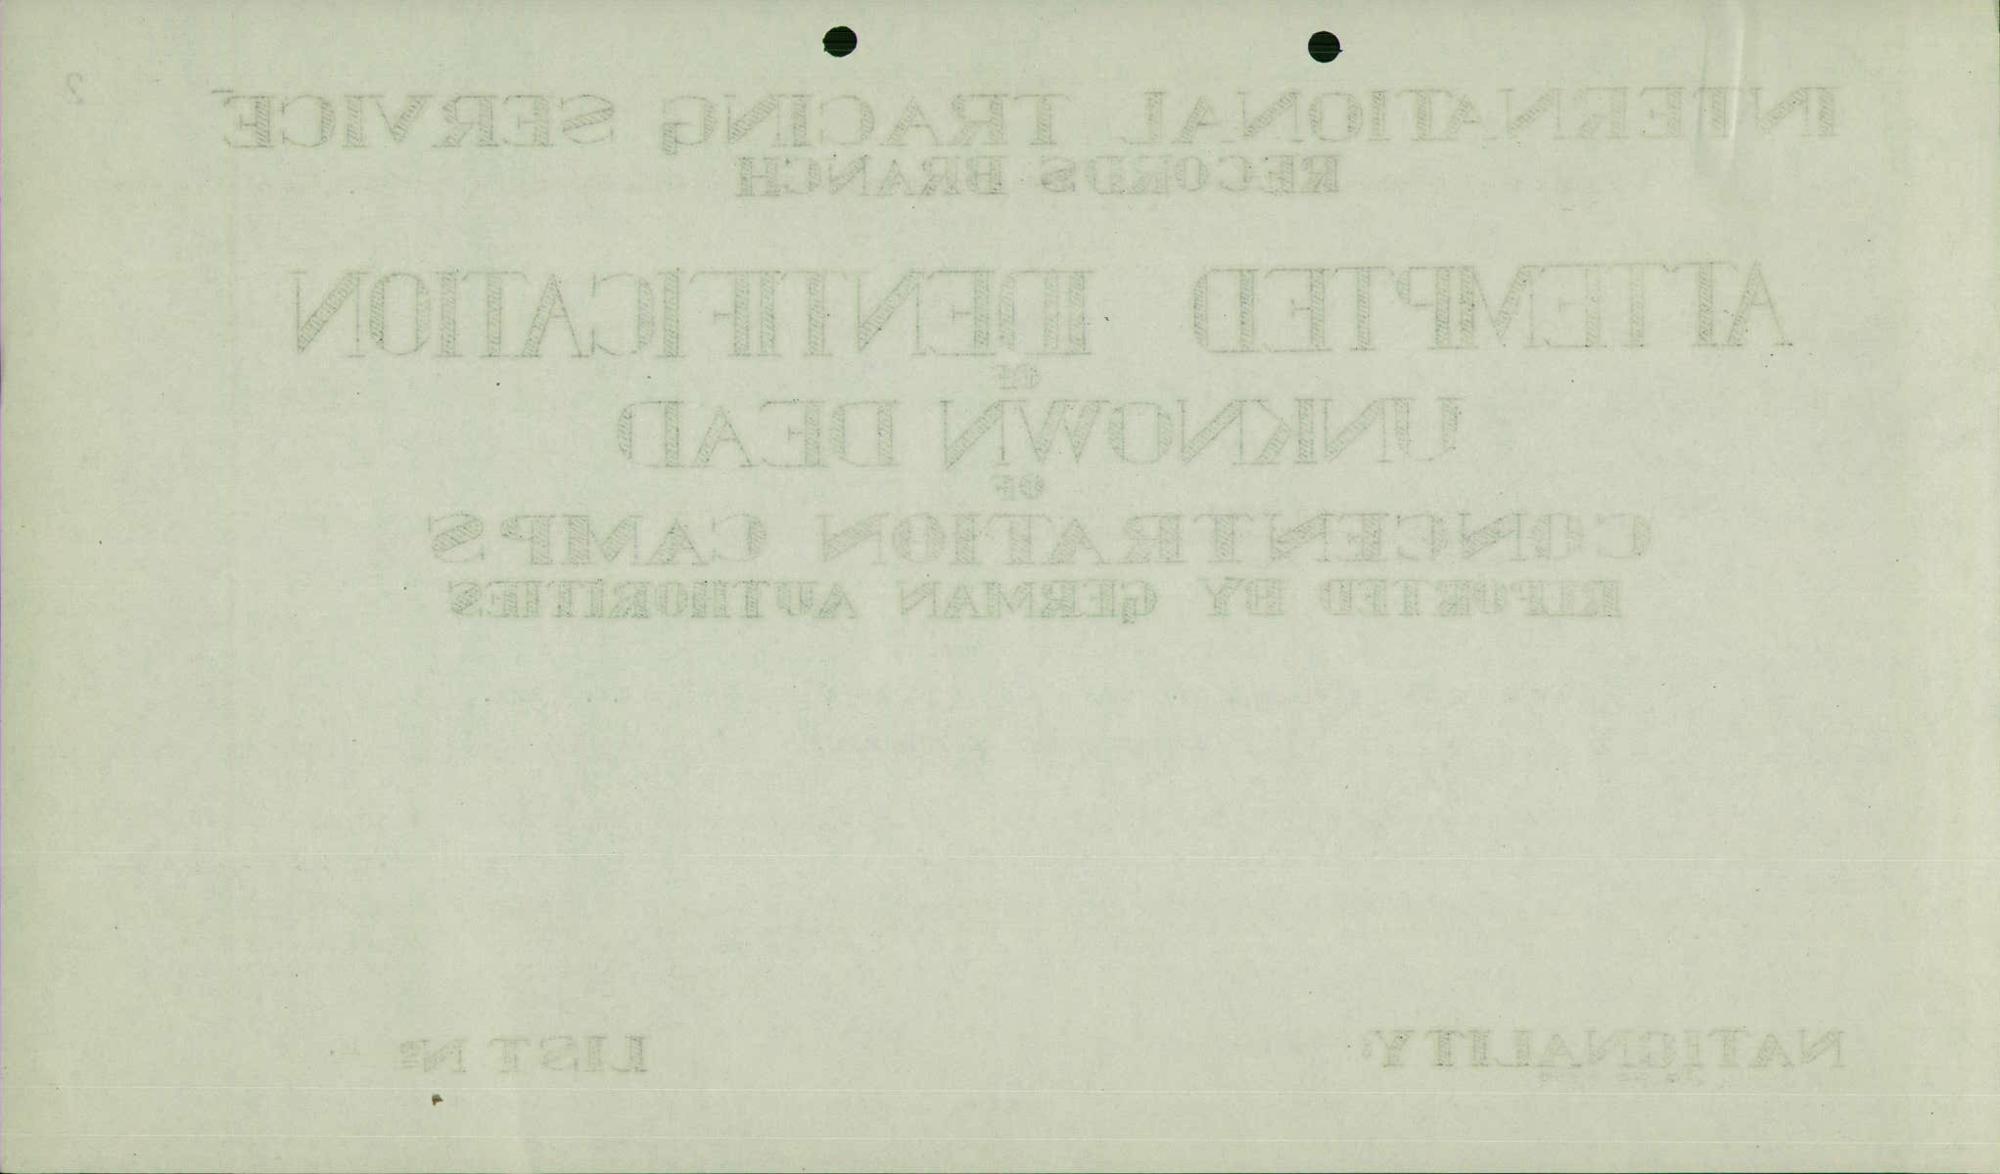 2
INTERNATIONAL TRACING SERVICE
RECORDS BRANCH
ATTEMPTED IDENTIFICATION
OF
UNKNOWN DEAD
OF
CONCENTRATION CAMPS
REPORTED BY GERMAN AUTHORITIES
NATIONALITY: LIST Nº